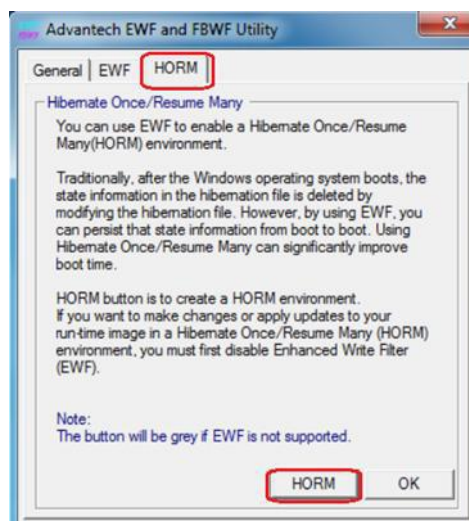 Advantech EWF and FBWF Utility
General
EWF
HORM
Hibernate Once/Resume Many
You can use EWF to enable a Hibernate Once/Resume
Many(HORM) environment.
Traditionally, after the Windows operating system boots, the
state information in the hibernation file is deleted by
modifying the hibernation file. However, by using EWF, you
can persist that state information from boot to boot. Using
Hibernate Once/Resume Many can significantly improve
boot time.
HORM button is to create a HORM environment.
If you want to make changes or apply updates to your
run-time image in a Hibernate Once/Resume Many (HORM)
environment, you must first disable Enhanced Write Filter
(EWF).
Note:
The button will be grey if EWF is not supported.
HORM
OK